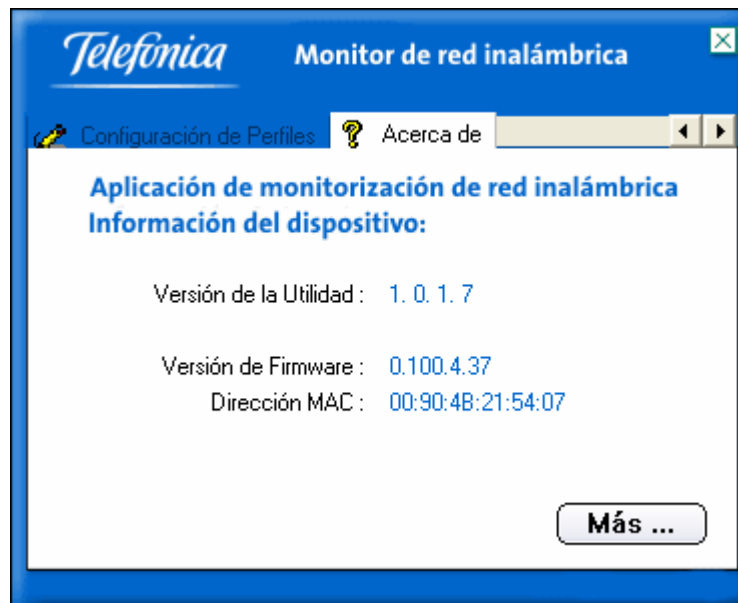 Telefónica
Monitor de red inalámbrica
Configuración de Perfiles
Acerca de
Aplicación de monitorización de red inalámbrica
Información del dispositivo:
Versión de la Utilidad : 1. 0. 1. 7
Versión de Firmware : 0.100.4.37
Dirección MAC : 00:90:4B:21:54:07
Más ...